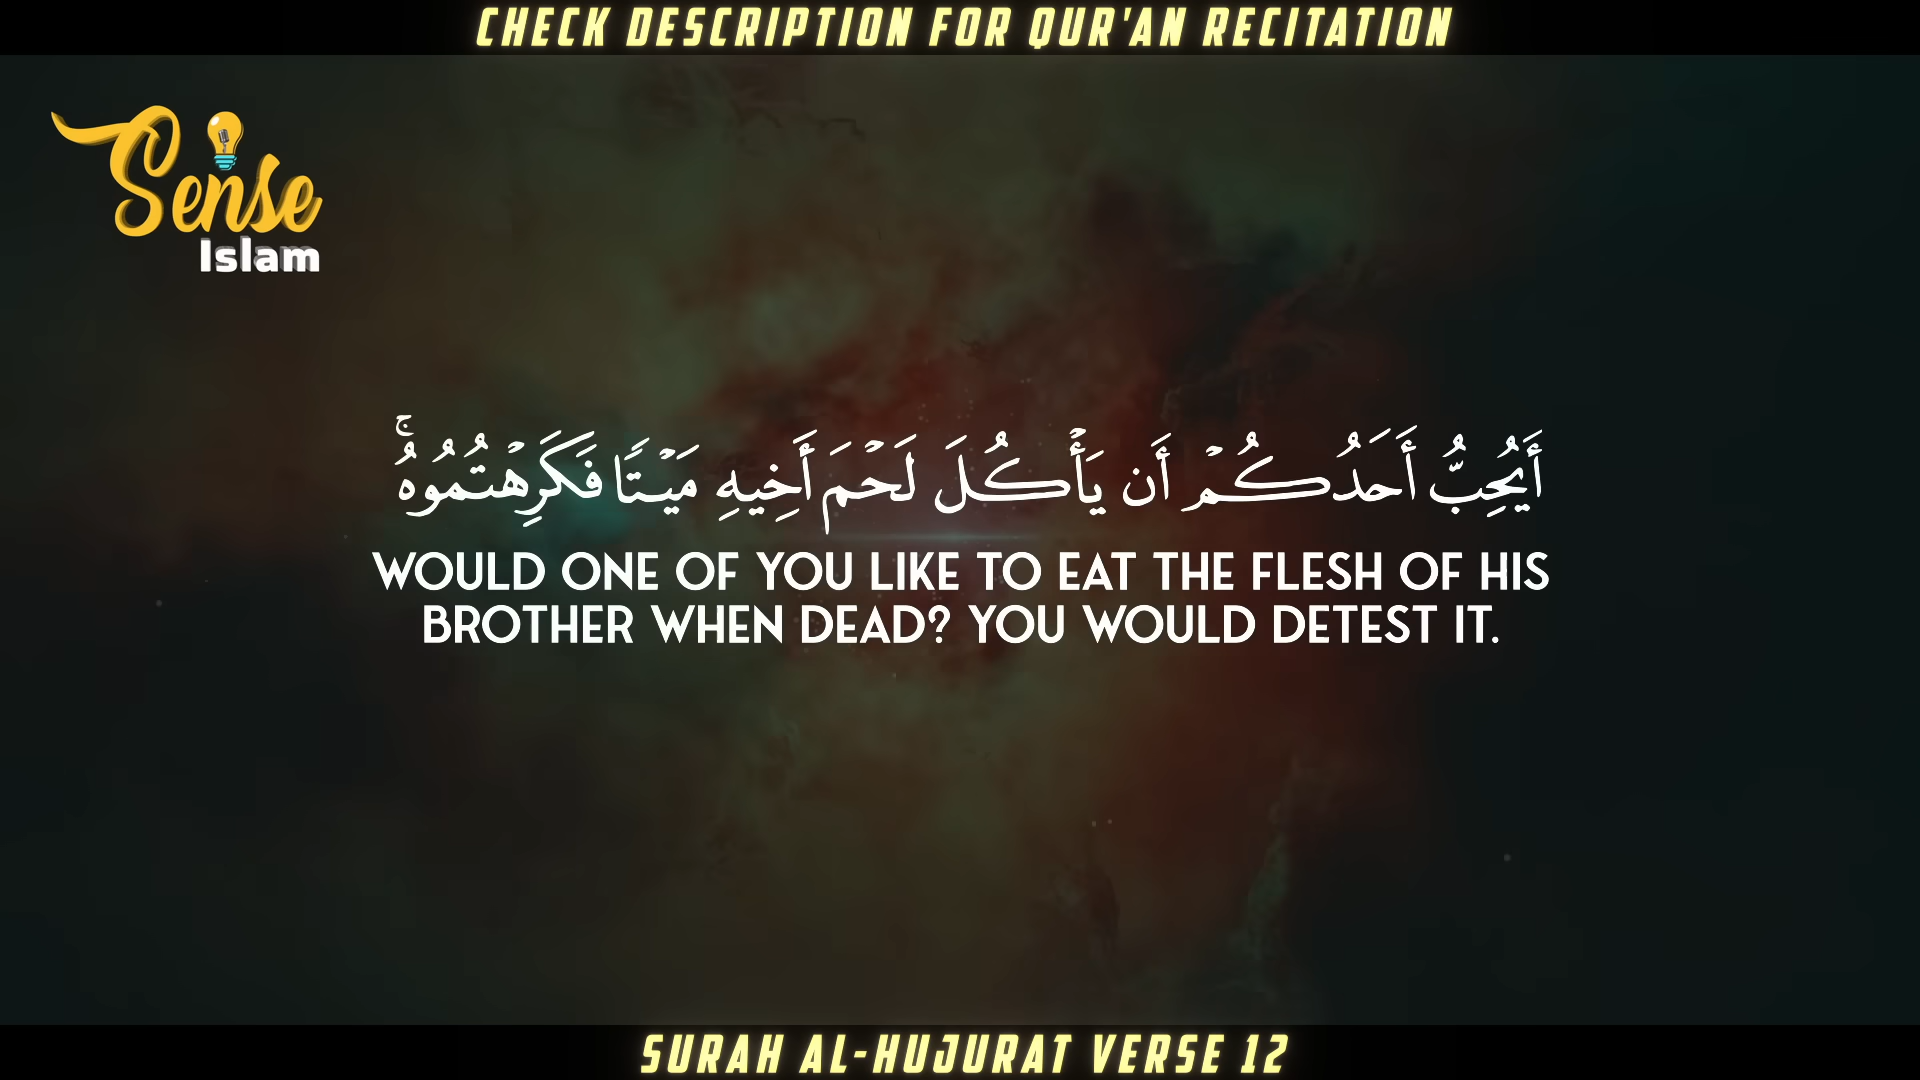 CHECK DESCRIPTION FOR QUR'AN RECITATION
Sense
Islam
أَيُحِبُّ أَحَدُكُمْ أَن يَأْكُلَ لَحْمَ أَخِيهِ مَيْتًا فَكَرِهْتُمُوهُ ۚ
WOULD ONE OF YOU LIKE TO EAT THE FLESH OF HIS
BROTHER WHEN DEAD? YOU WOULD DETEST IT.
SURAH AL-HUJURAT VERSE 12